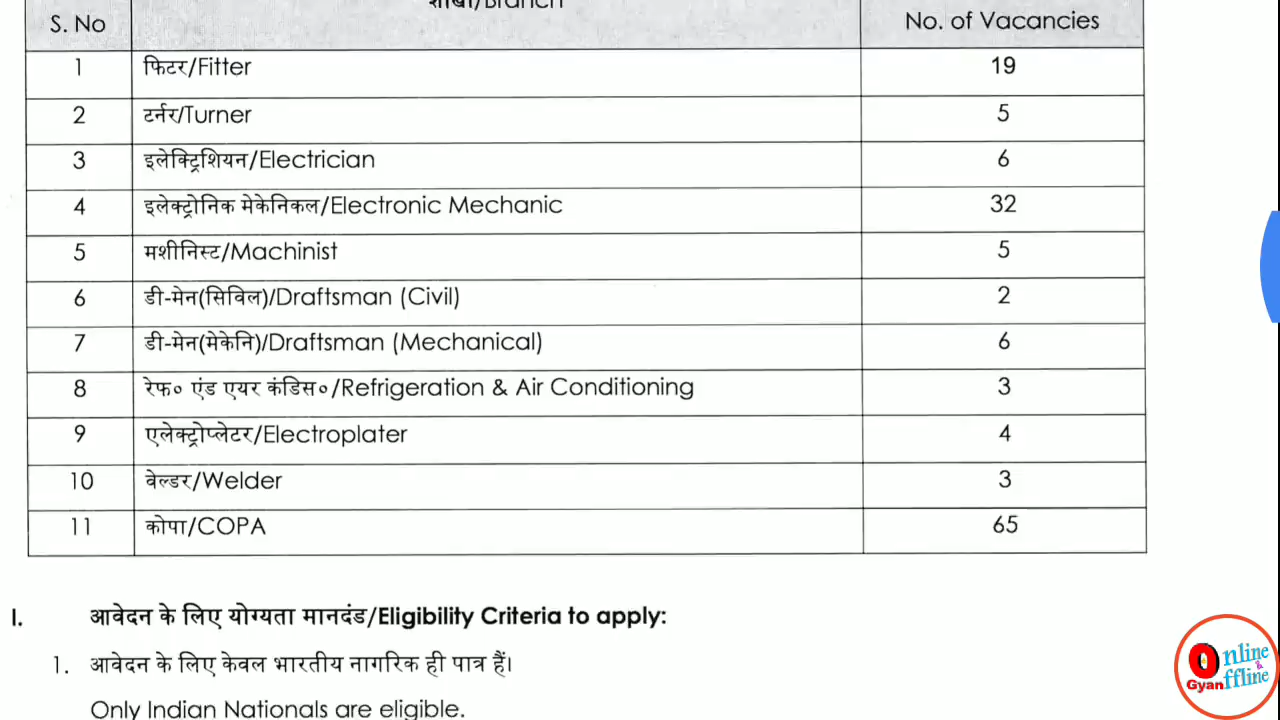 शाखा/Branch
S. No No. of Vacancies
1 फिटर/Fitter 19
2 टर्नर/Turner 5
3 इलेक्ट्रिशियन/Electrician 6
4 इलेक्ट्रोनिक मेकेनिकल/Electronic Mechanic 32
5 मशीनिस्ट/Machinist 5
6 डी-मेन(सिविल)/Draftsman (Civil) 2
7 डी-मेन(मेकेनि)/Draftsman (Mechanical) 6
8 रेफ० एंड एयर कंडिस०/Refrigeration & Air Conditioning 3
9 एलेक्ट्रोप्लेटर/Electroplater 4
10 वेल्डर/Welder 3
11 कोपा/COPA 65
I. आवेदन के लिए योग्यता मानदंड/Eligibility Criteria to apply:
1. आवेदन के लिए केवल भारतीय नागरिक ही पात्र हैं।
Only Indian Nationals are eligible.
Online
&
Gyan ffline